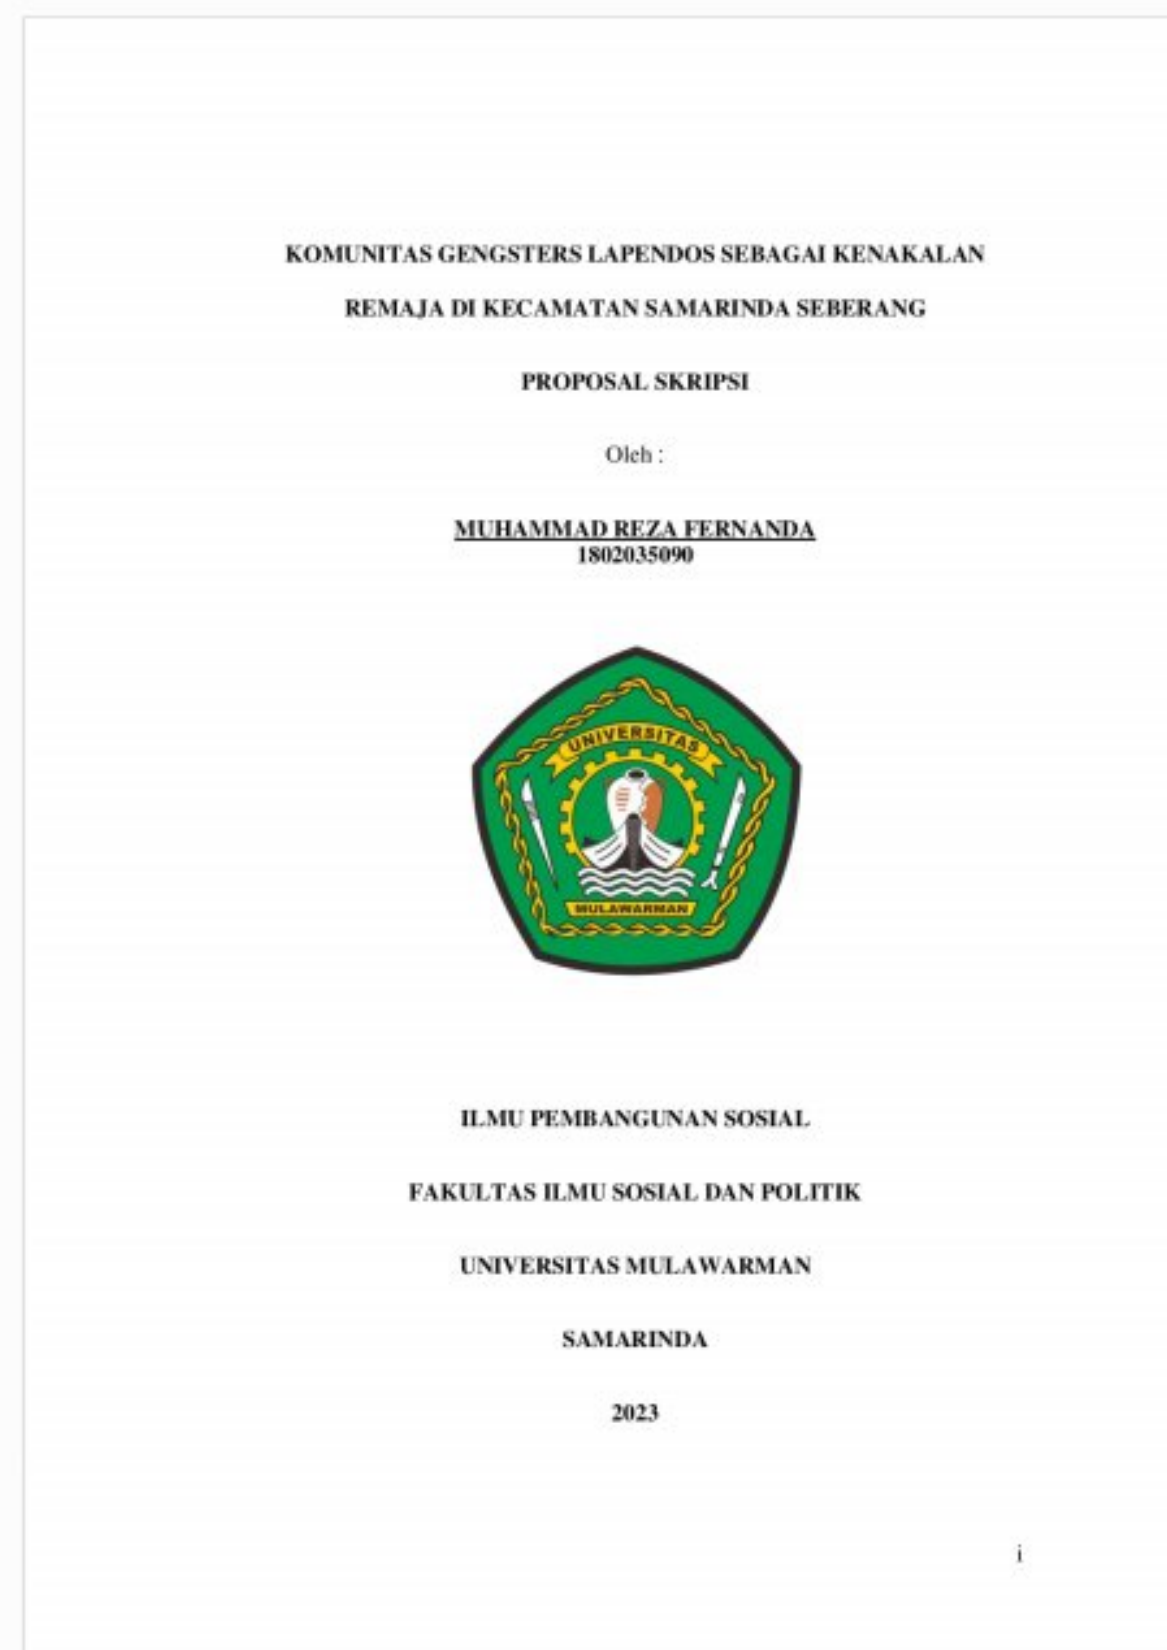 KOMUNITAS GENGSTERS LAPENDOS SEBAGAI KENAKALAN
REMAJA DI KECAMATAN SAMARINDA SEBERANG
PROPOSAL SKRIPSI
Oleh :
MUHAMMAD REZA FERNANDA
1802035090
UNIVERSITAS
MULAWARMAN
ILMU PEMBANGUNAN SOSIAL
FAKULTAS ILMU SOSIAL DAN POLITIK
UNIVERSITAS MULAWARMAN
SAMARINDA
2023
i